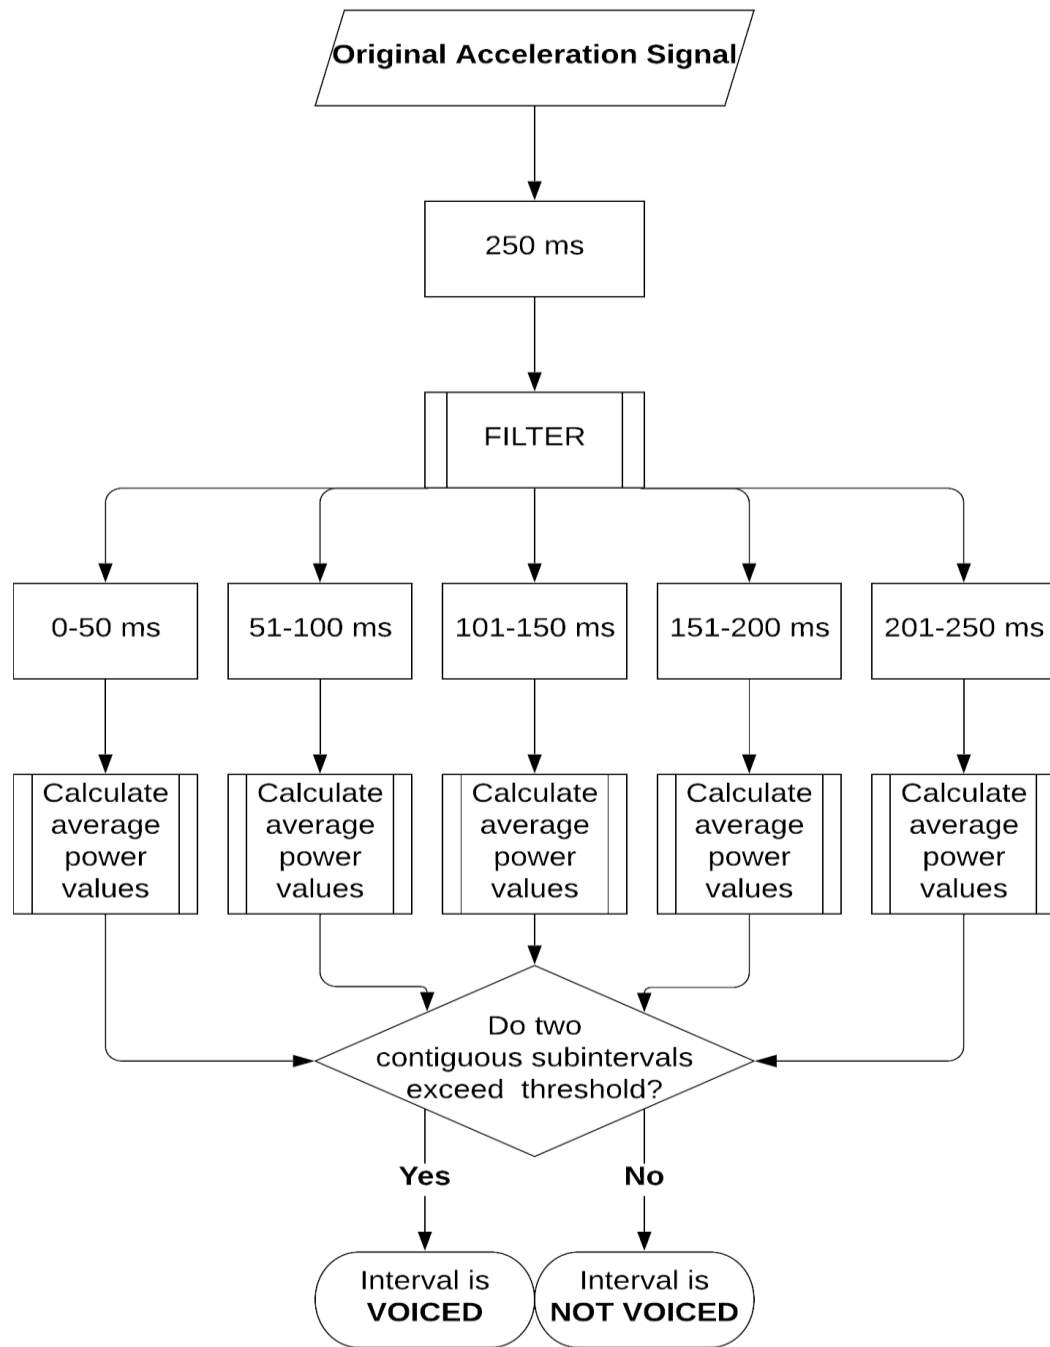 Original Acceleration Signal
250 ms
FILTER
0-50 ms
51-100 ms
101-150 ms
151-200 ms
201-250 ms
Calculate
average
power
values
Calculate
average
power
values
Calculate
average
power
values
Calculate
average
power
values
Calculate
average
power
values
Do two
contiguous subintervals
exceed threshold?
Yes
No
Interval is
VOICED
Interval is
NOT VOICED